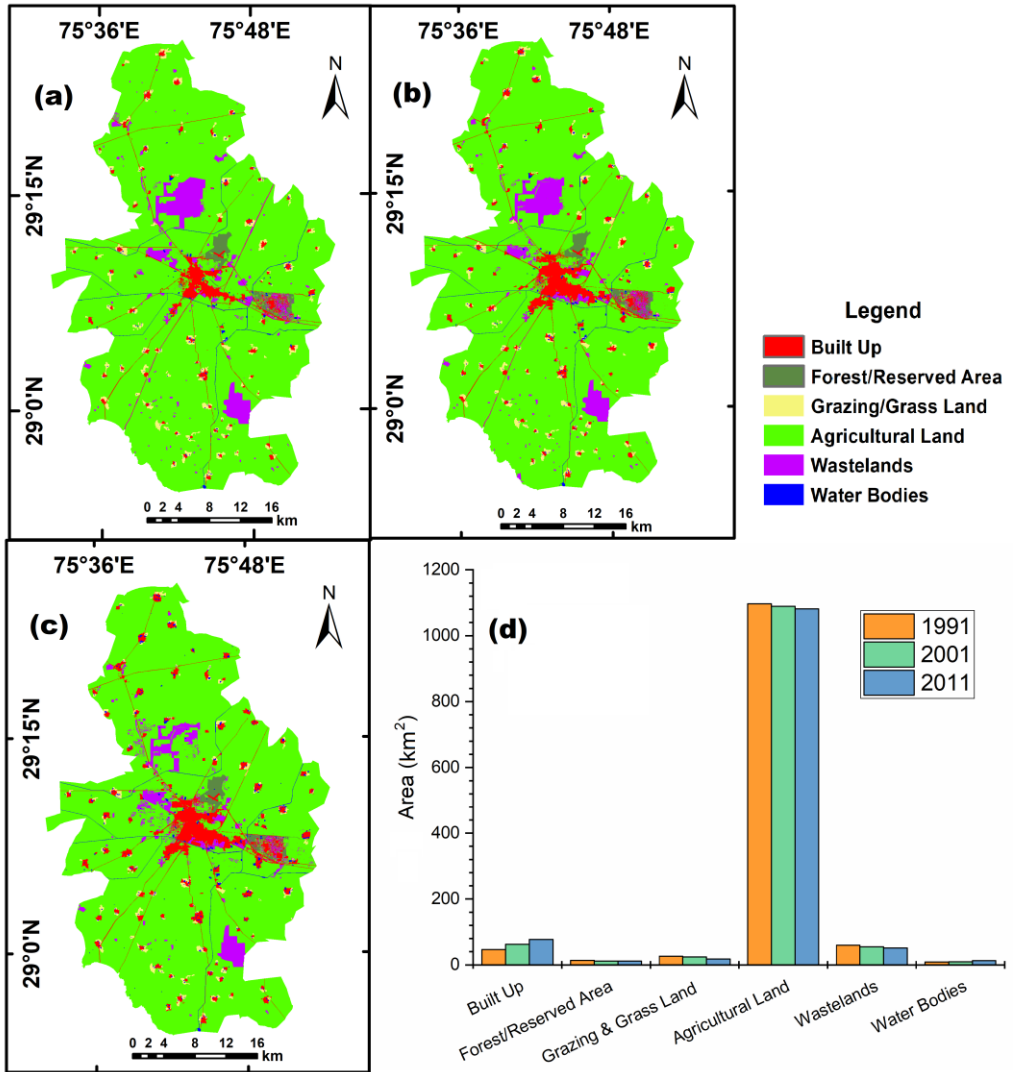 75°36'E 75°48'E
(a)
N
29°15'N
29°0'N
0 2 4 8 12 16
km
75°36'E 75°48'E
(b)
N
0 2 4 8 12 16
km
Legend
Built Up
Forest/Reserved Area
Grazing/Grass Land
Agricultural Land
Wastelands
Water Bodies
75°36'E 75°48'E
(c)
N
29°15'N
29°0'N
0 2 4 8 12 16
km
(d)
1200
1000
800
600
400
200
0
Area (km²)
1991
2001
2011
Built Up
Forest/Reserved Area
Grazing & Grass Land
Agricultural Land
Wastelands
Water Bodies